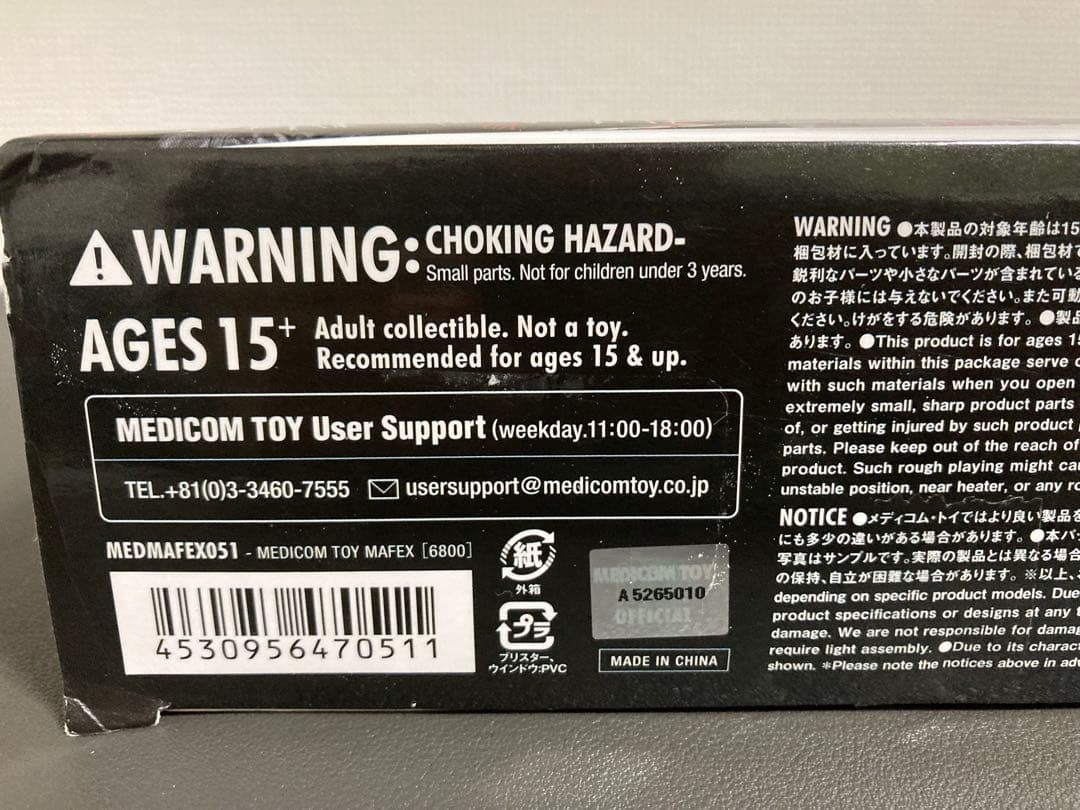 WARNING: CHOKING HAZARD-
Small parts. Not for children under 3 years.
AGES 15+ Adult collectible. Not a toy.
Recommended for ages 15 & up.
MEDICOM TOY User Support (weekday.11:00-18:00)
TEL.+81(0)3-3460-7555 usersupport@medicomtoy.co.jp
MEDMAFEX051 - MEDICOM TOY MAFEX [6800]
4530956470511
紙
外箱
プラ
ブリスター、
ウインドウ:PVC
MEDICOM TOY
A 5265010
OFFICIAL
MADE IN CHINA
WARNING ●本製品の対象年齢は15
梱包材に入っています。開封の際、梱包材で
鋭利なパーツや小さなパーツが含まれている
のお子様には与えないでください。また可動
ください。けがをする危険があります。 ●製品
あります。 ●This product is for ages 15
materials within this package serve
with such materials when you open
extremely small, sharp product parts
of, or getting injured by such product
parts. Please keep out of the reach of
product. Such rough playing might
unstable position, near heater, or any
NOTICE ●メディコム・トイではより良い製品を
にも多少の違いがある場合があります。 ●本パッ
写真はサンプルです。実際の製品とは異なる場合
の保持、自立が困難な場合があります。 ※以上、
depending on specific product models. Due
product specifications or designs at any
damage. We are not responsible for
require light assembly. ●Due to its
shown. *Please note the notices above in